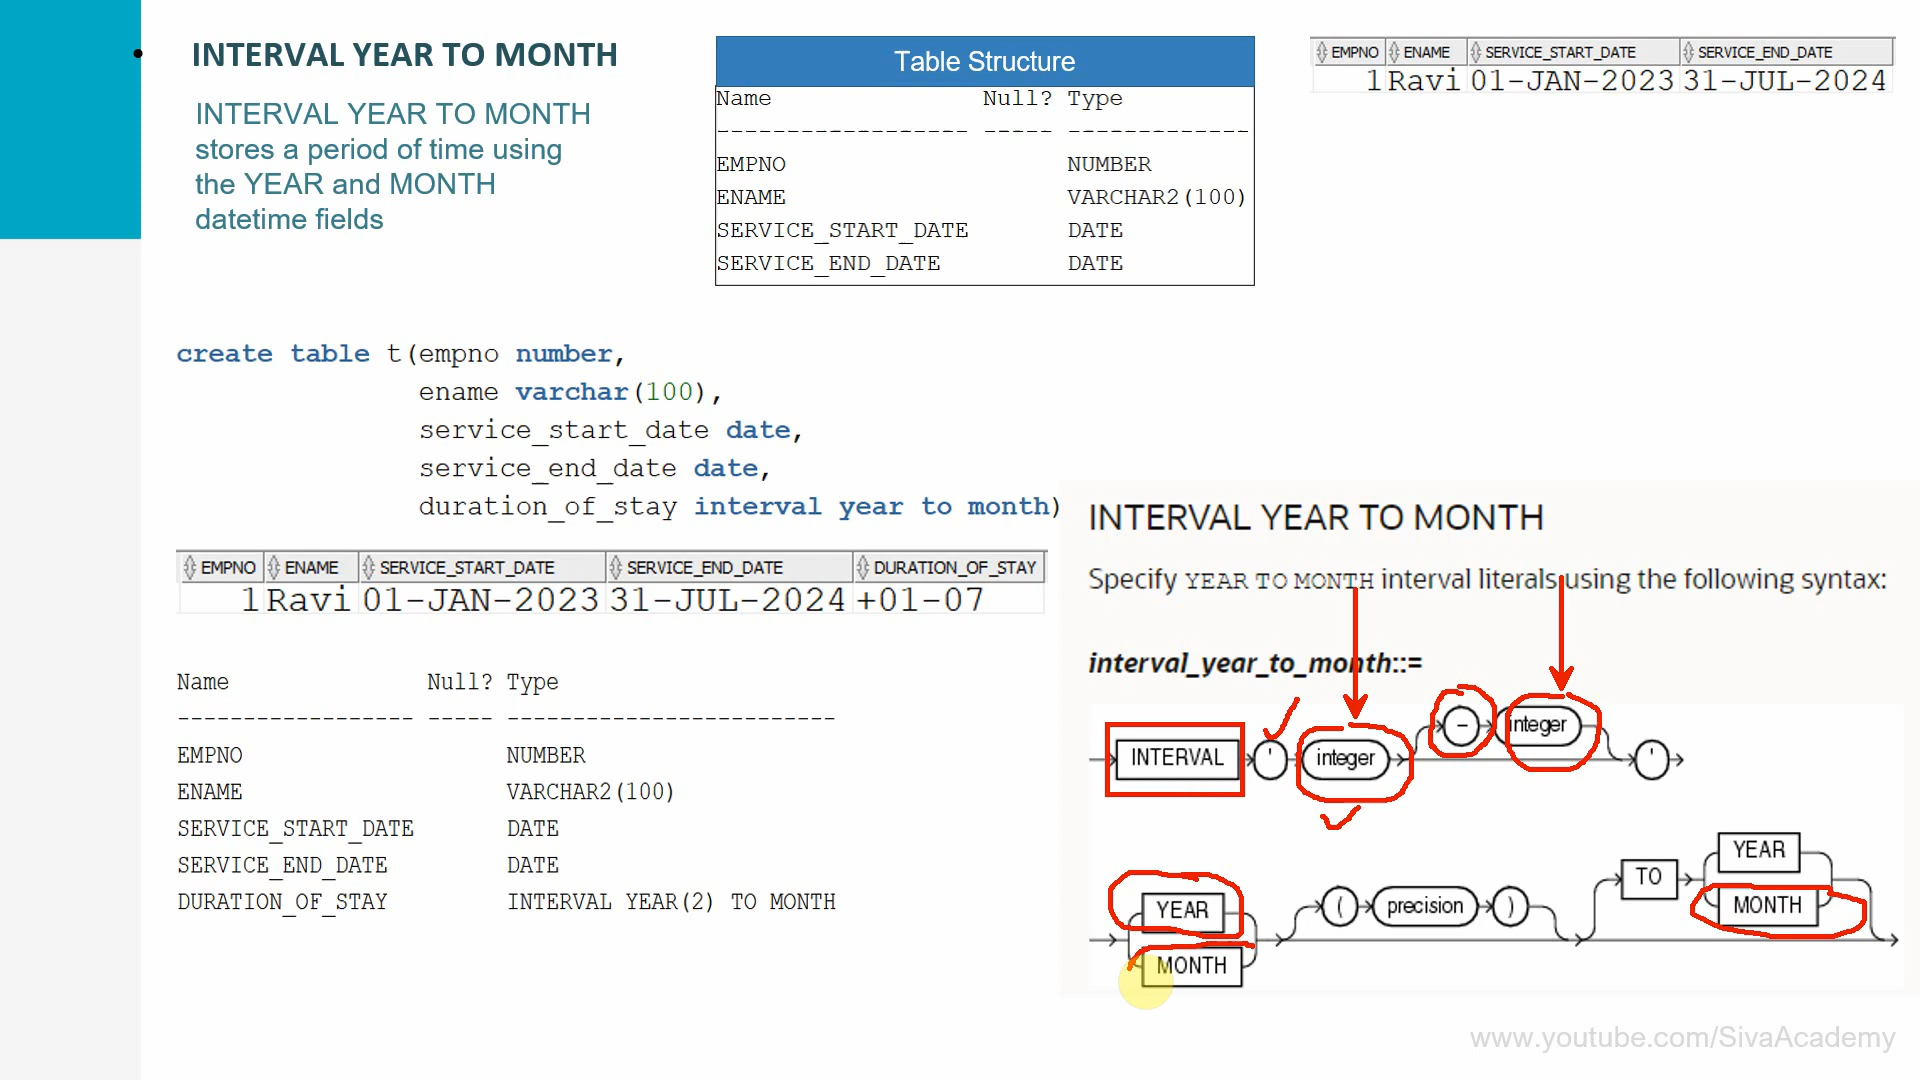 INTERVAL YEAR TO MONTH
INTERVAL YEAR TO MONTH
stores a period of time using
the YEAR and MONTH
datetime fields
Table Structure
Name Null? Type
------------------ ----- -------------
EMPNO NUMBER
ENAME VARCHAR2(100)
SERVICE_START_DATE DATE
SERVICE_END_DATE DATE
EMPNO ENAME SERVICE_START_DATE SERVICE_END_DATE
1 Ravi 01-JAN-2023 31-JUL-2024
create table t(empno number,
ename varchar(100),
service_start_date date,
service_end_date date,
duration_of_stay interval year to month)
EMPNO ENAME SERVICE_START_DATE SERVICE_END_DATE DURATION_OF_STAY
1 Ravi 01-JAN-2023 31-JUL-2024 +01-07
Name Null? Type
------------------ ----- -------------------------
EMPNO NUMBER
ENAME VARCHAR2(100)
SERVICE_START_DATE DATE
SERVICE_END_DATE DATE
DURATION_OF_STAY INTERVAL YEAR(2) TO MONTH
INTERVAL YEAR TO MONTH
Specify YEAR TO MONTH interval literals using the following syntax:
interval_year_to_month::=
- integer
INTERVAL ' integer '
YEAR
TO
YEAR ( precision ) MONTH
MONTH
www.youtube.com/SivaAcademy